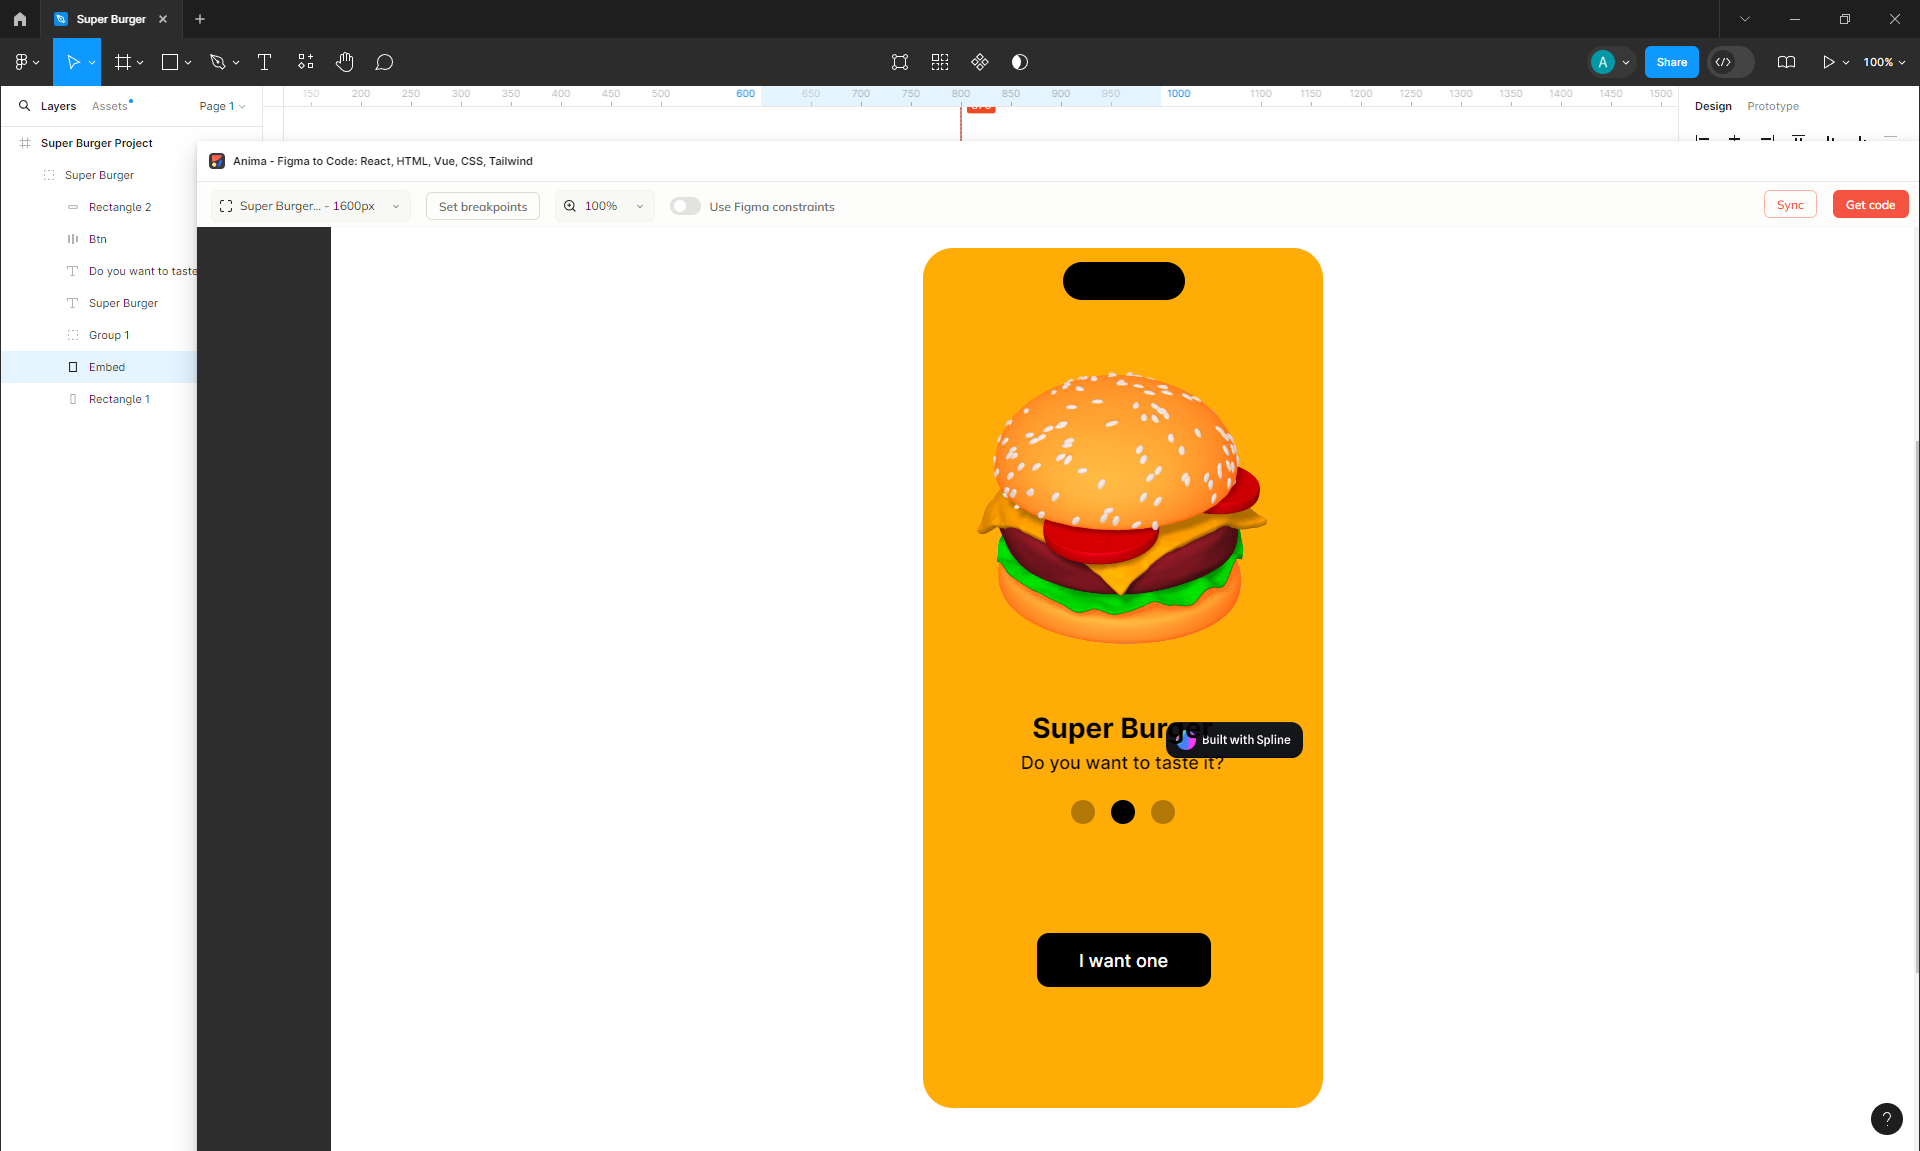 Super Burger
Share
100%
Layers
Assets
Page 1
150 200 250 300 350 400 450 500 600 650 700 750 800 850 900 950 1000 1100 1150 1200 1250 1300 1350 1400 1450 1500
Design
Prototype
Super Burger Project
Super Burger
Rectangle 2
Btn
Do you want to taste
Super Burger
Group 1
Embed
Rectangle 1
Anima - Figma to Code: React, HTML, Vue, CSS, Tailwind
Super Burger... - 1600px
Set breakpoints
100%
Use Figma constraints
Sync
Get code
Super Burger
Built with Spline
Do you want to taste it?
I want one
A
</>
?